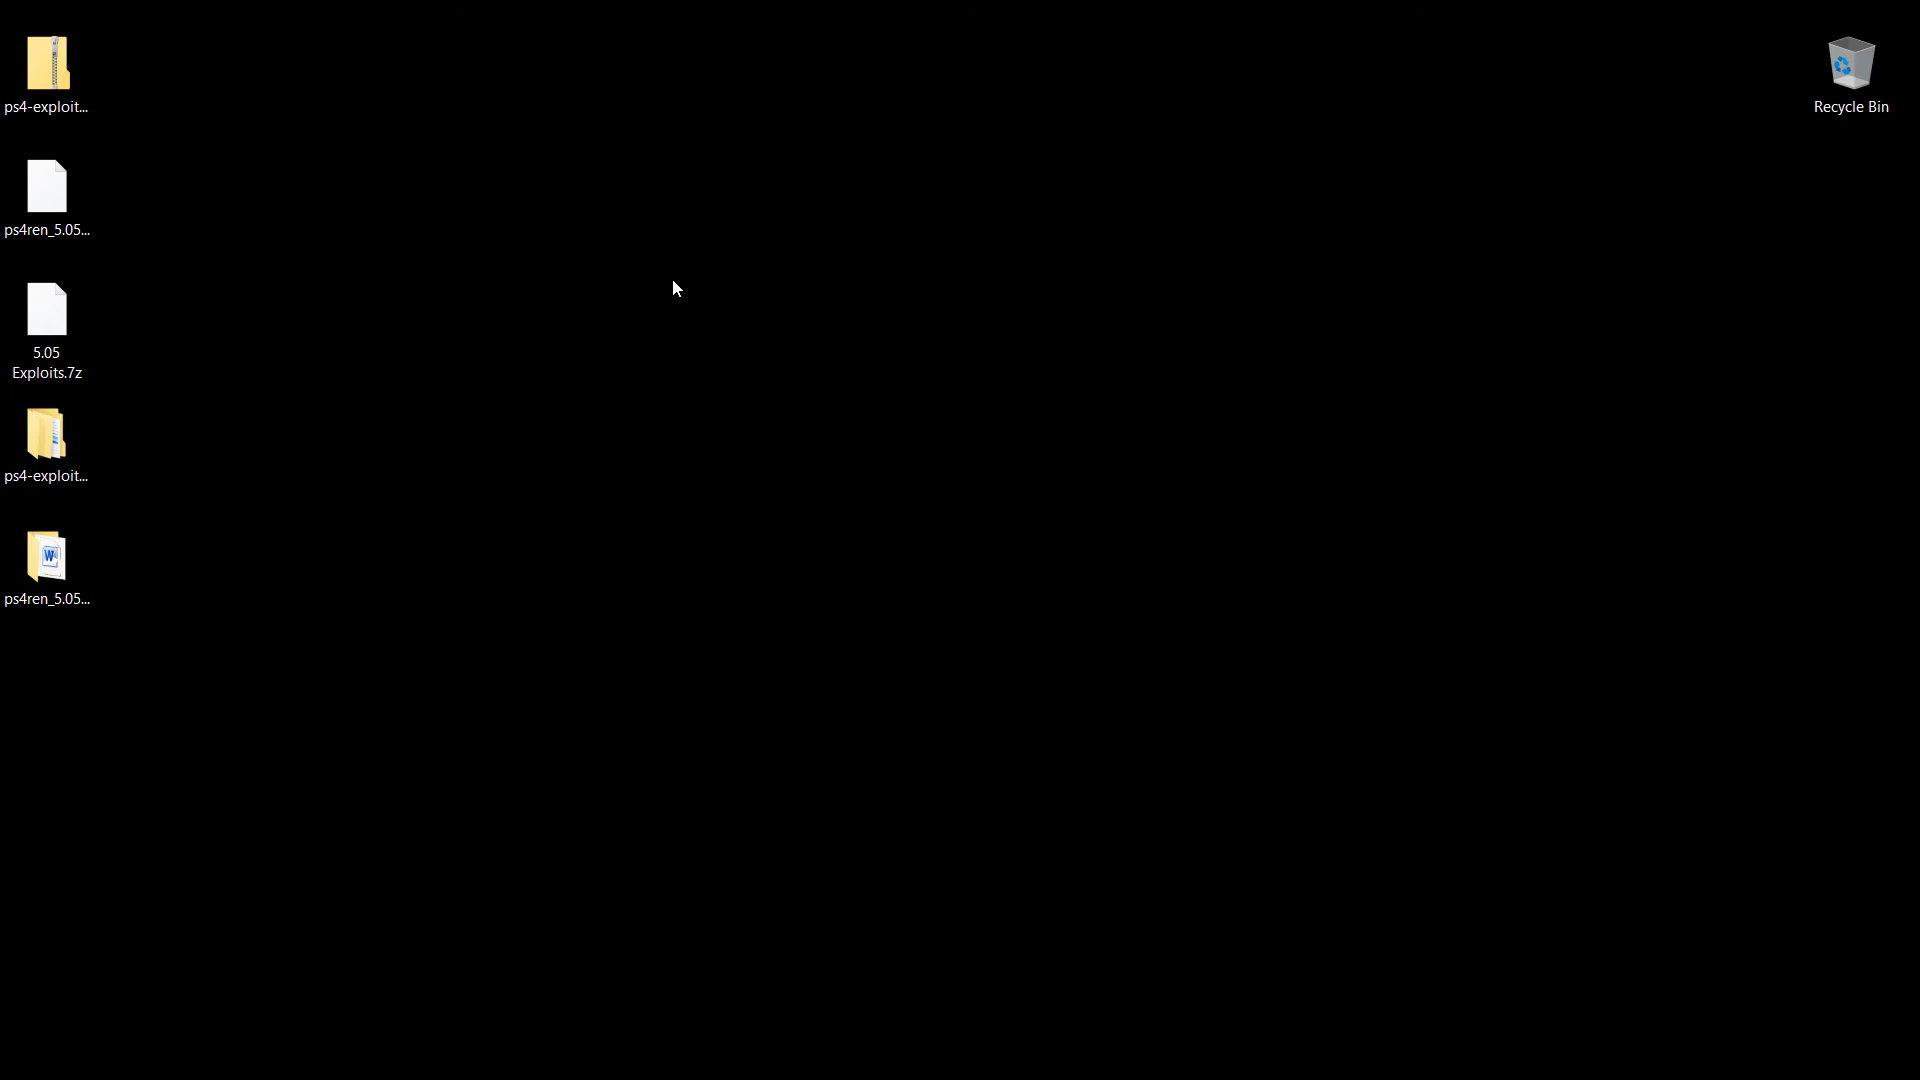 ps4-exploit...
Recycle Bin
ps4ren_5.05...
5.05
Exploits.7z
ps4-exploit...
W
ps4ren_5.05...